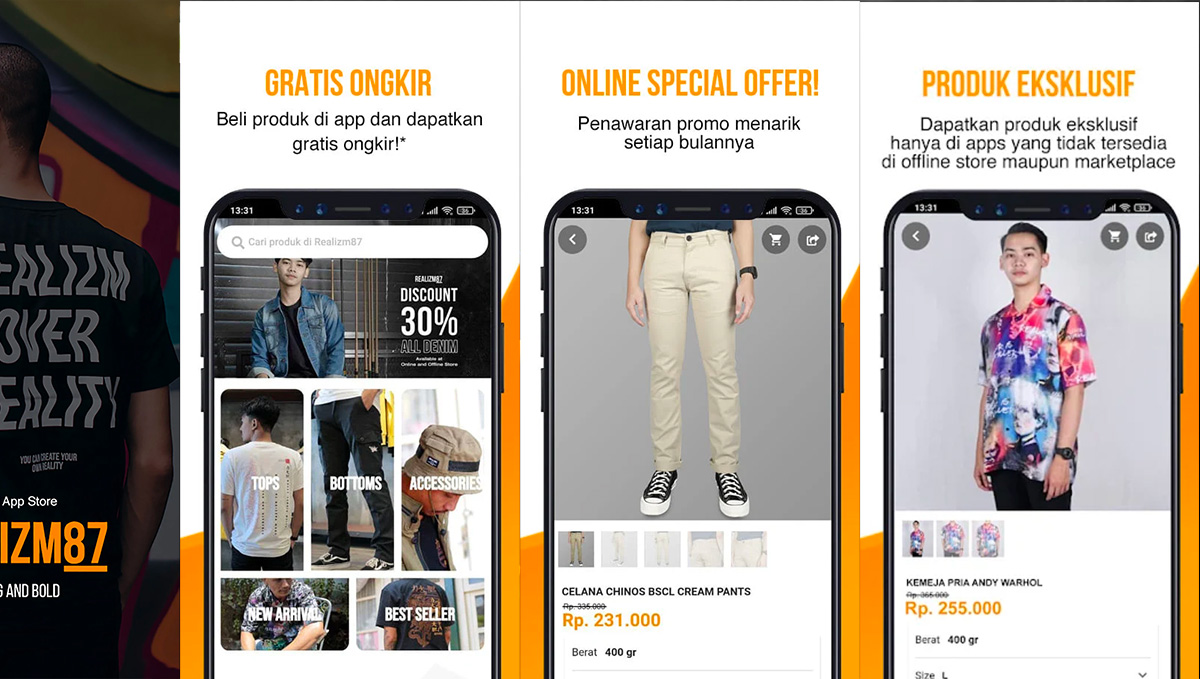 EALIZM
OVER
EALITY
YOU CAN CREATE YOUR
OWN REALITY
App Store
IZM87
G AND BOLD
GRATIS ONGKIR
Beli produk di app dan dapatkan
gratis ongkir!*
13:31
Cari produk di Realizm87
REALIZM87
DISCOUNT
30%
ALL DENIM
Available at
Online and Offline Store
TOPS
BOTTOMS
ACCESSORIES
NEW ARRIVAL
BEST SELLER
ONLINE SPECIAL OFFER!
Penawaran promo menarik
setiap bulannya
13:31
CELANA CHINOS BSCL CREAM PANTS
Rp. 335.000
Rp. 231.000
Berat 400 gr
PRODUK EKSKLUSIF
Dapatkan produk eksklusif
hanya di apps yang tidak tersedia
di offline store maupun marketplace
13:31
KEMEJA PRIA ANDY WARHOL
Rp. 365.000
Rp. 255.000
Berat 400 gr
Size L